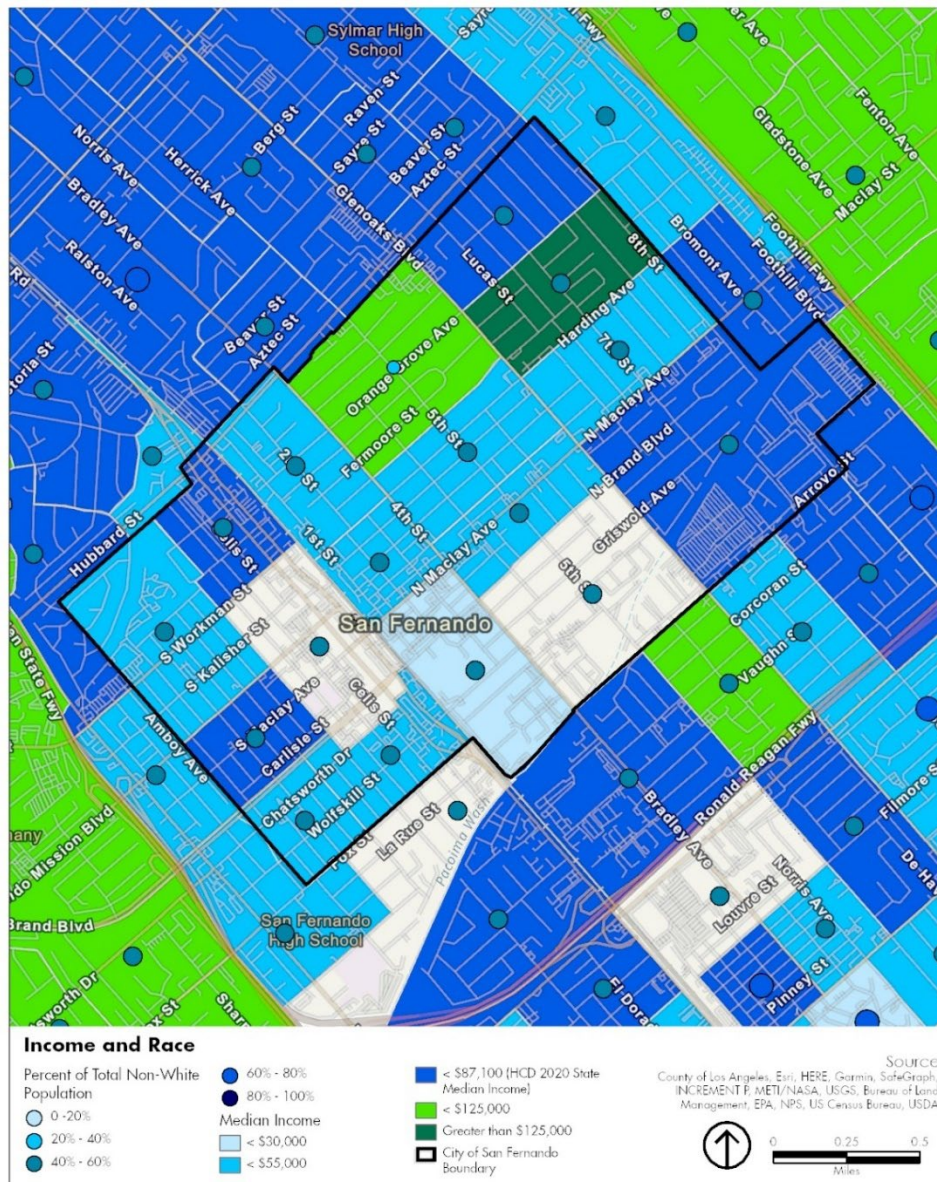 Sylmar High
School
Norris Ave
Bradley Ave
Ralston Ave
Herrick Ave
Berg St
Raven St
Sayre St
Beaver St
Aztec St
Glenoaks Blvd
Fwy
Gladstone Ave
Fenton Ave
Maclay St
Foothill Fwy
Foothill Blvd
Bromont Ave
Lucas St
8th St
Harding Ave
Beaver St
Aztec St
Orange Grove Ave
Fermoore St
5th St
N Maclay Ave
N Brand Blvd
Griswold Ave
Arroyo St
Rd
4th St
1st St
N Maclay Ave
Hubbard St
S Workman St
S Kalisher St
San Fernando
Corcoran St
Vaughn St
State Fwy
Amboy Ave
S Maclay Ave
Carlisle St
Celis St
Chatsworth Dr
Wolfskill St
La Rue St
Pacoima Wash
Bradley Ave
Ronald Reagan Fwy
Filmore St
Norris Ave
Louvre St
Pinney St
Mission Blvd
Brand Blvd
San Fernando
High School
Income and Race
Percent of Total Non-White
Population
0 -20%
20% - 40%
40% - 60%
60% - 80%
80% - 100%
Median Income
< $30,000
< $55,000
< $87,100 (HCD 2020 State
Median Income)
< $125,000
Greater than $125,000
City of San Fernando
Boundary
Source
County of Los Angeles, Esri, HERE, Garmin, SafeGraph,
INCREMENT P, METI/NASA, USGS, Bureau of Land
Management, EPA, NPS, US Census Bureau, USDA
0 0.25 0.5
Miles